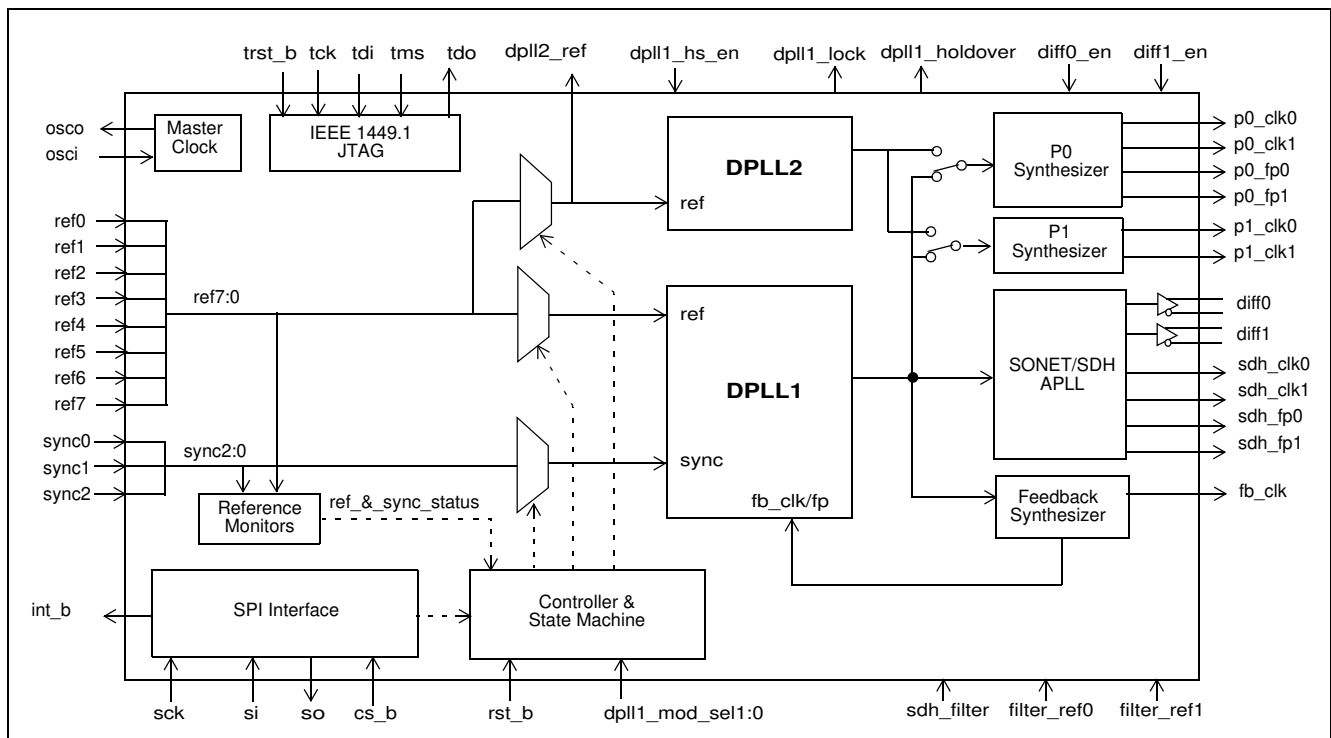 trst_b
tck
tdi
tms
tdo
dpll2_ref
dpll1_hs_en
dpll1_lock
dpll1_holdover
diff0_en
diff1_en
osco
osci
Master
Clock
IEEE 1449.1
JTAG
DPLL2
ref
P0
Synthesizer
p0_clk0
p0_clk1
p0_fp0
p0_fp1
P1
Synthesizer
p1_clk0
p1_clk1
ref0
ref1
ref2
ref3
ref4
ref5
ref6
ref7
ref7:0
ref
DPLL1
sync
fb_clk/fp
SONET/SDH
APLL
diff0
diff1
sdh_clk0
sdh_clk1
sdh_fp0
sdh_fp1
sync0
sync1
sync2
sync2:0
Reference
Monitors
ref_&_sync_status
Feedback
Synthesizer
fb_clk
int_b
SPI Interface
Controller &
State Machine
sck
si
so
cs_b
rst_b
dpll1_mod_sel1:0
sdh_filter
filter_ref0
filter_ref1